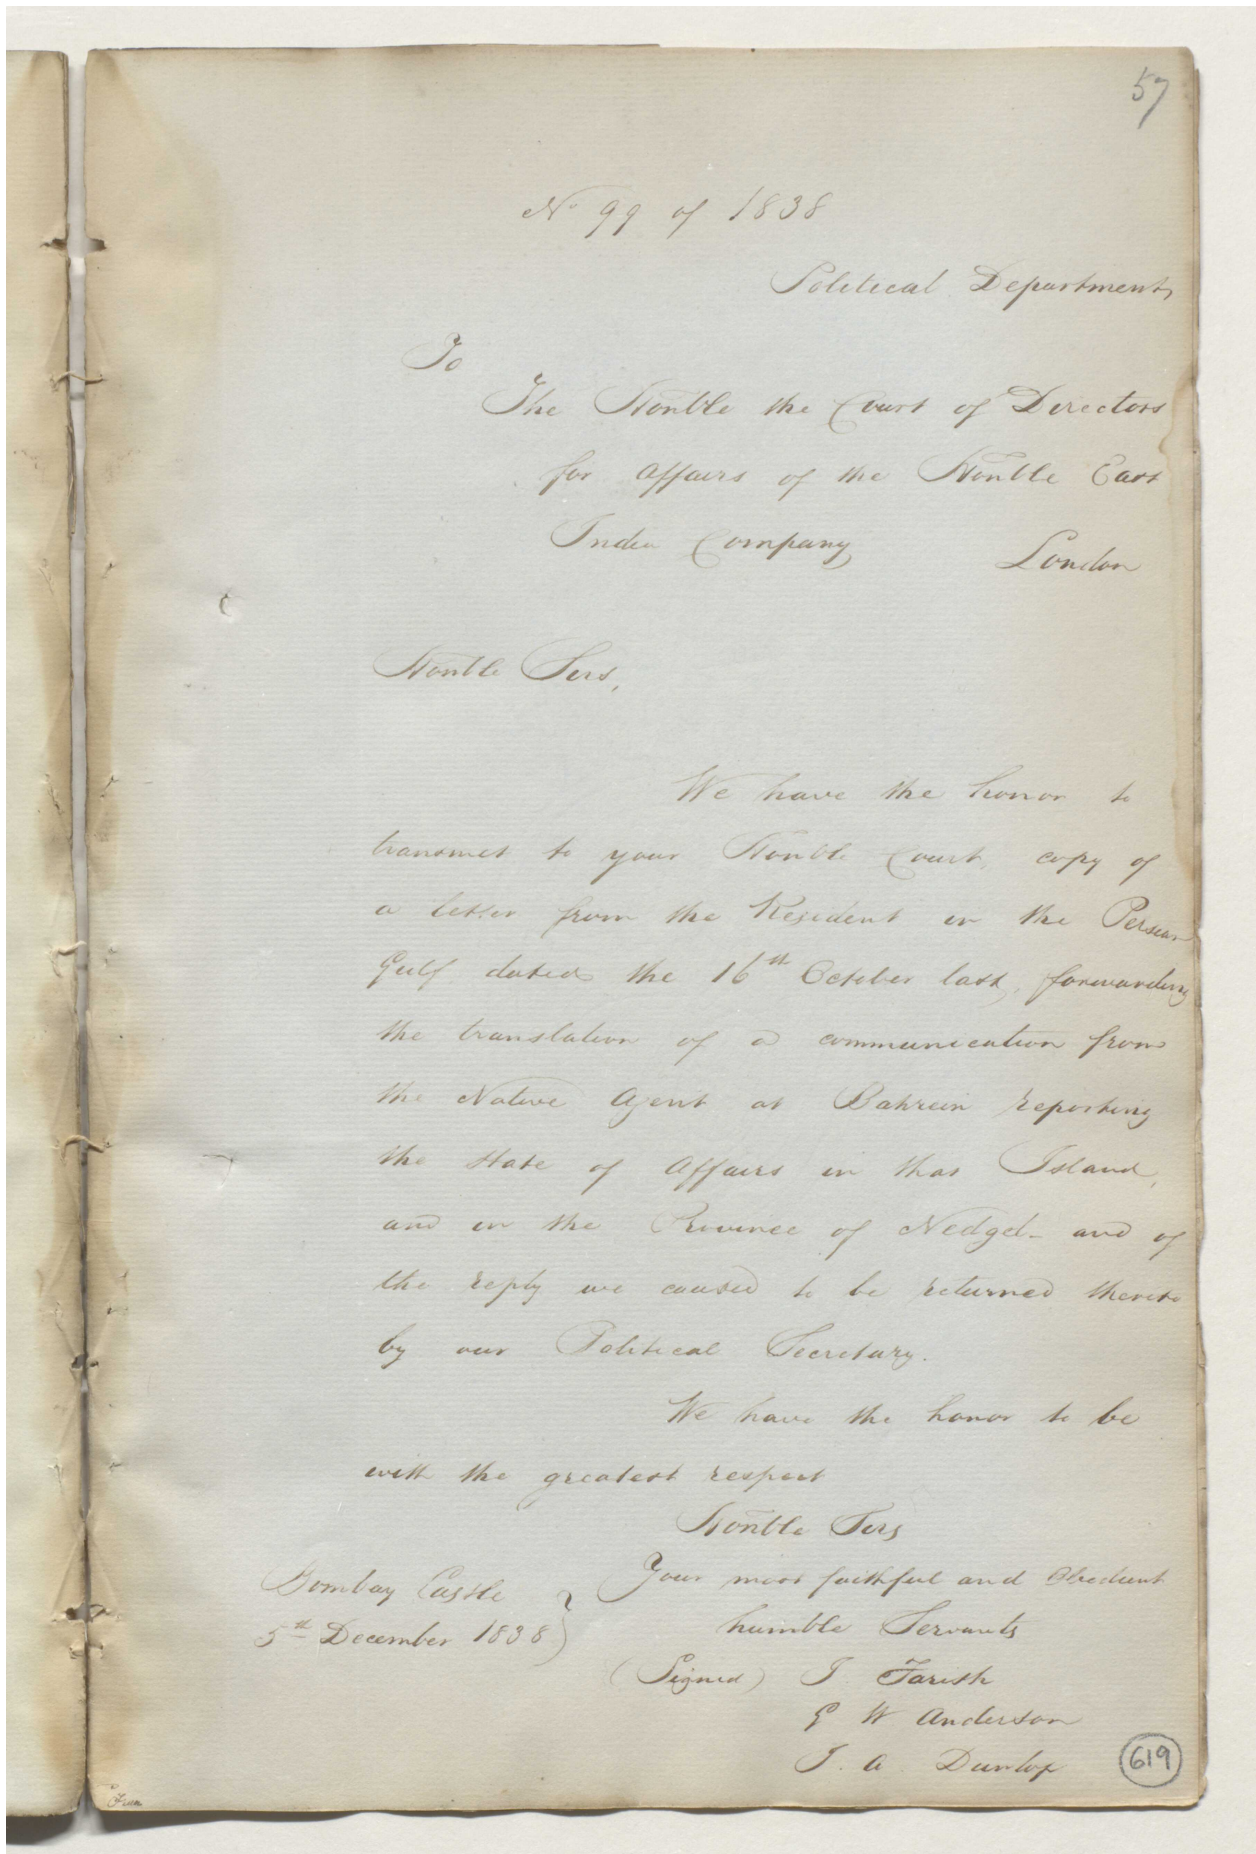 57
No 99 of 1838
Political Department
To
The Honble the Court of Directors
for affairs of the Honble East
India Company
London
Honble Sirs,
We have the honor to
transmit to your Honble Court, copy of
a letter from the Resident in the Persian
Gulf dated the 16th October last, forwarding
the translation of a communication from
the Native Agent at Bahrein reporting
the state of affairs in that Island,
and in the Province of Nedged - and of
the reply we caused to be returned thereto
by our Political Secretary.
We have the honor to be
with the greatest respect
Honble Sirs
Your most faithful and Obedient
humble Servants
Bombay Castle
5th December 1838
(Signed) J Farish
G W Anderson
J. A. Dunlop
619